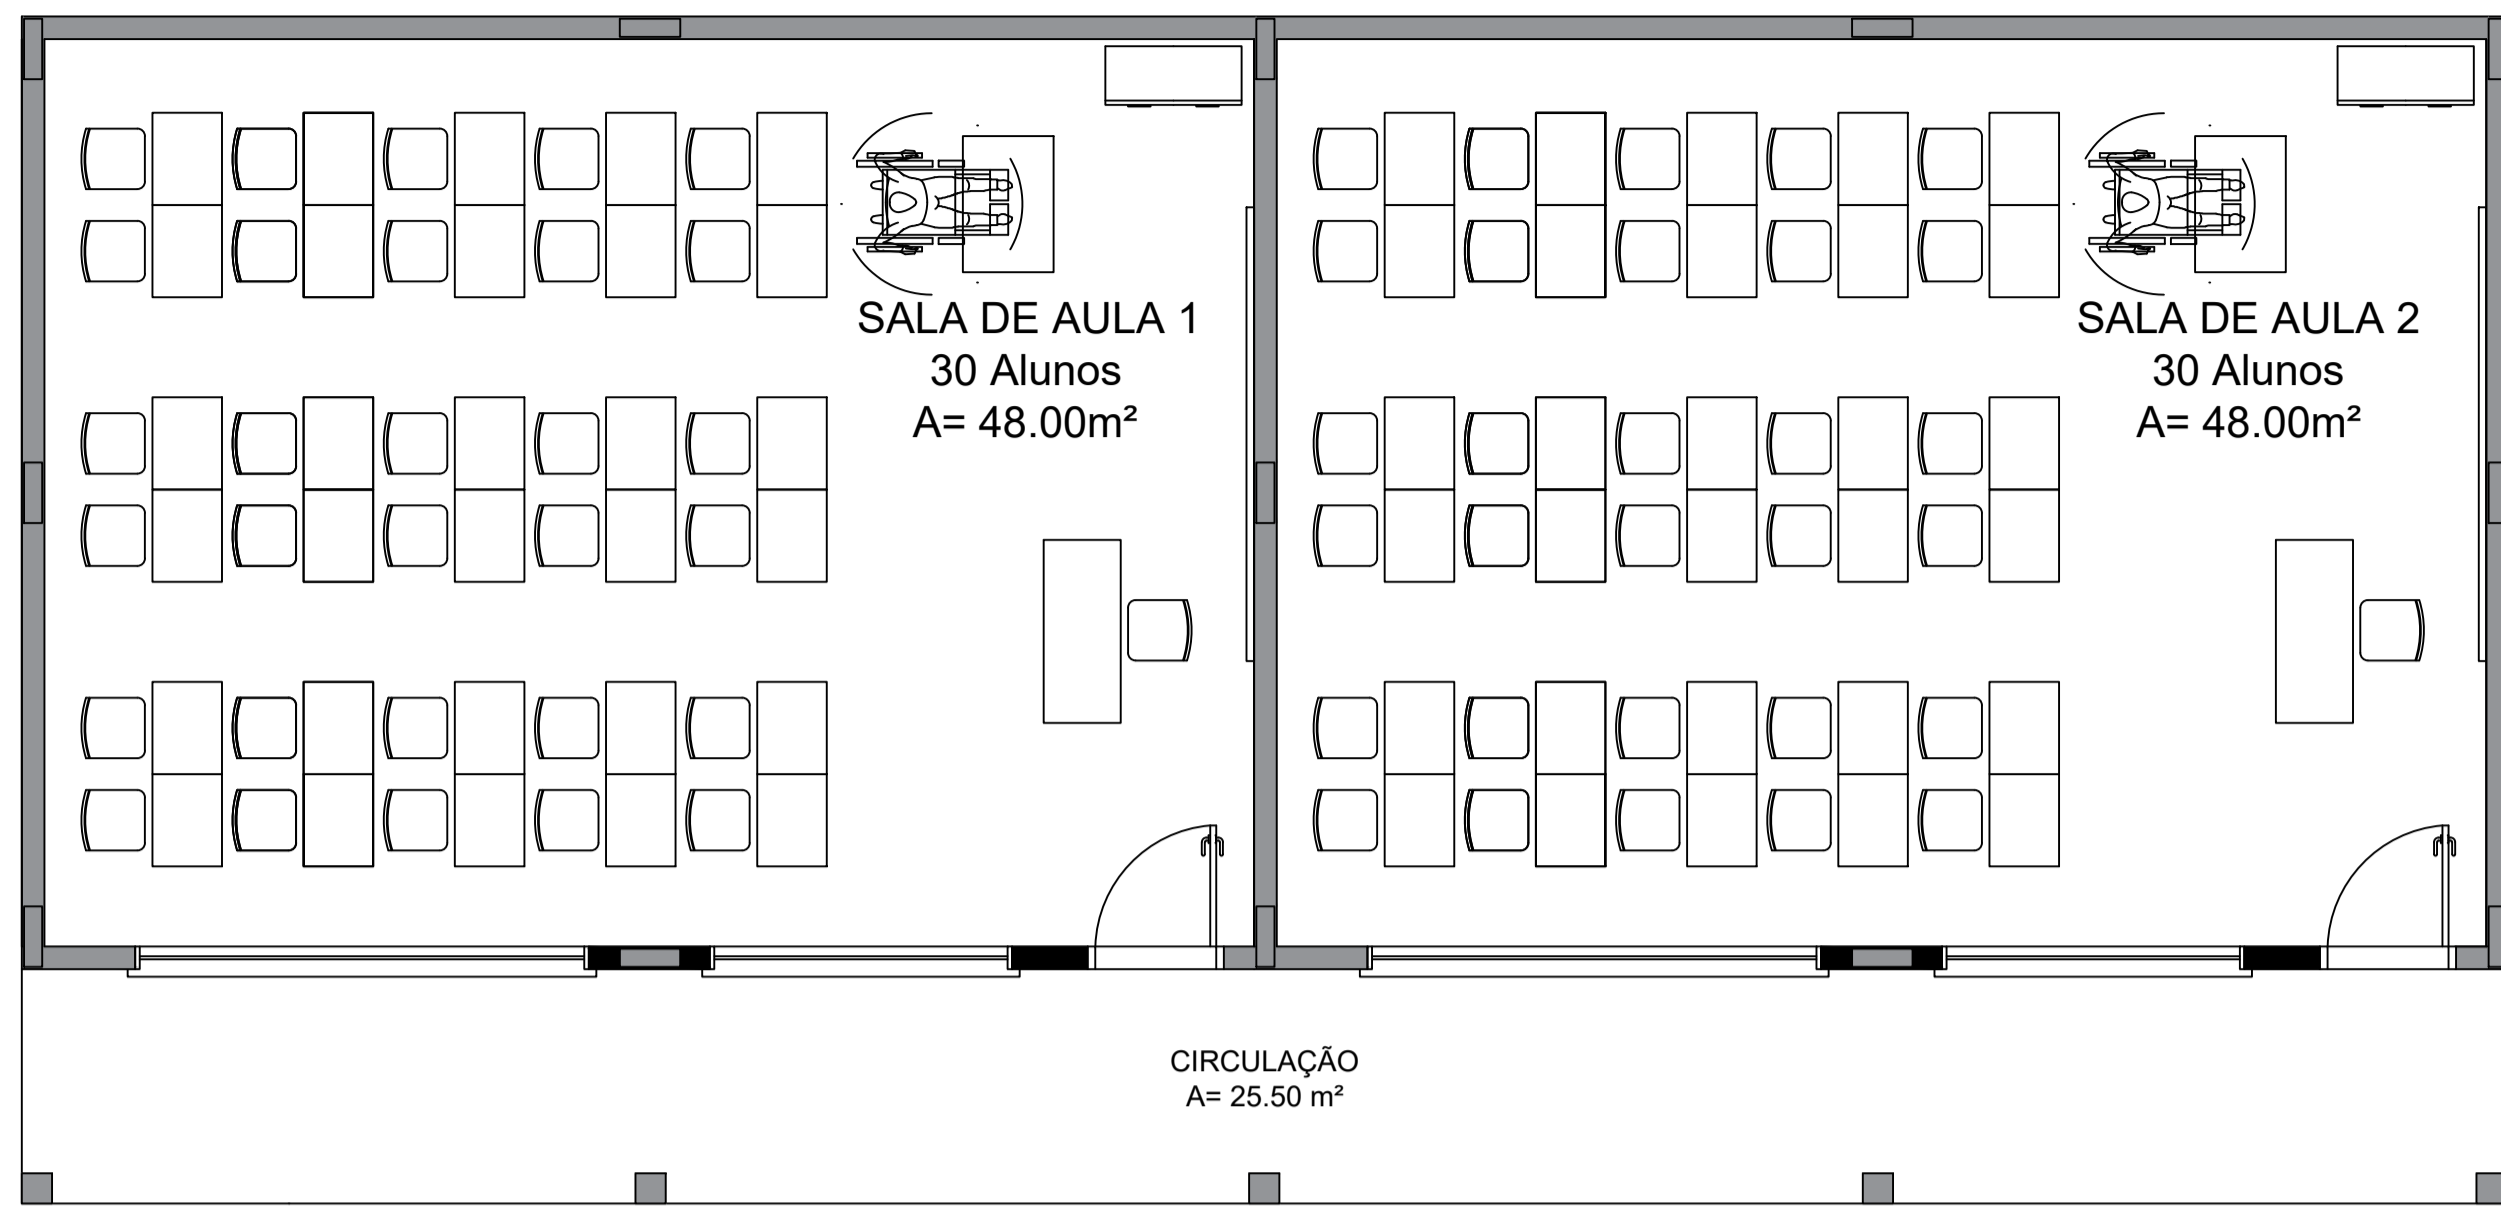 SALA DE AULA 1
30 Alunos
A= 48.00m²
SALA DE AULA 2
30 Alunos
A= 48.00m²
CIRCULAÇÃO
A= 25.50 m²